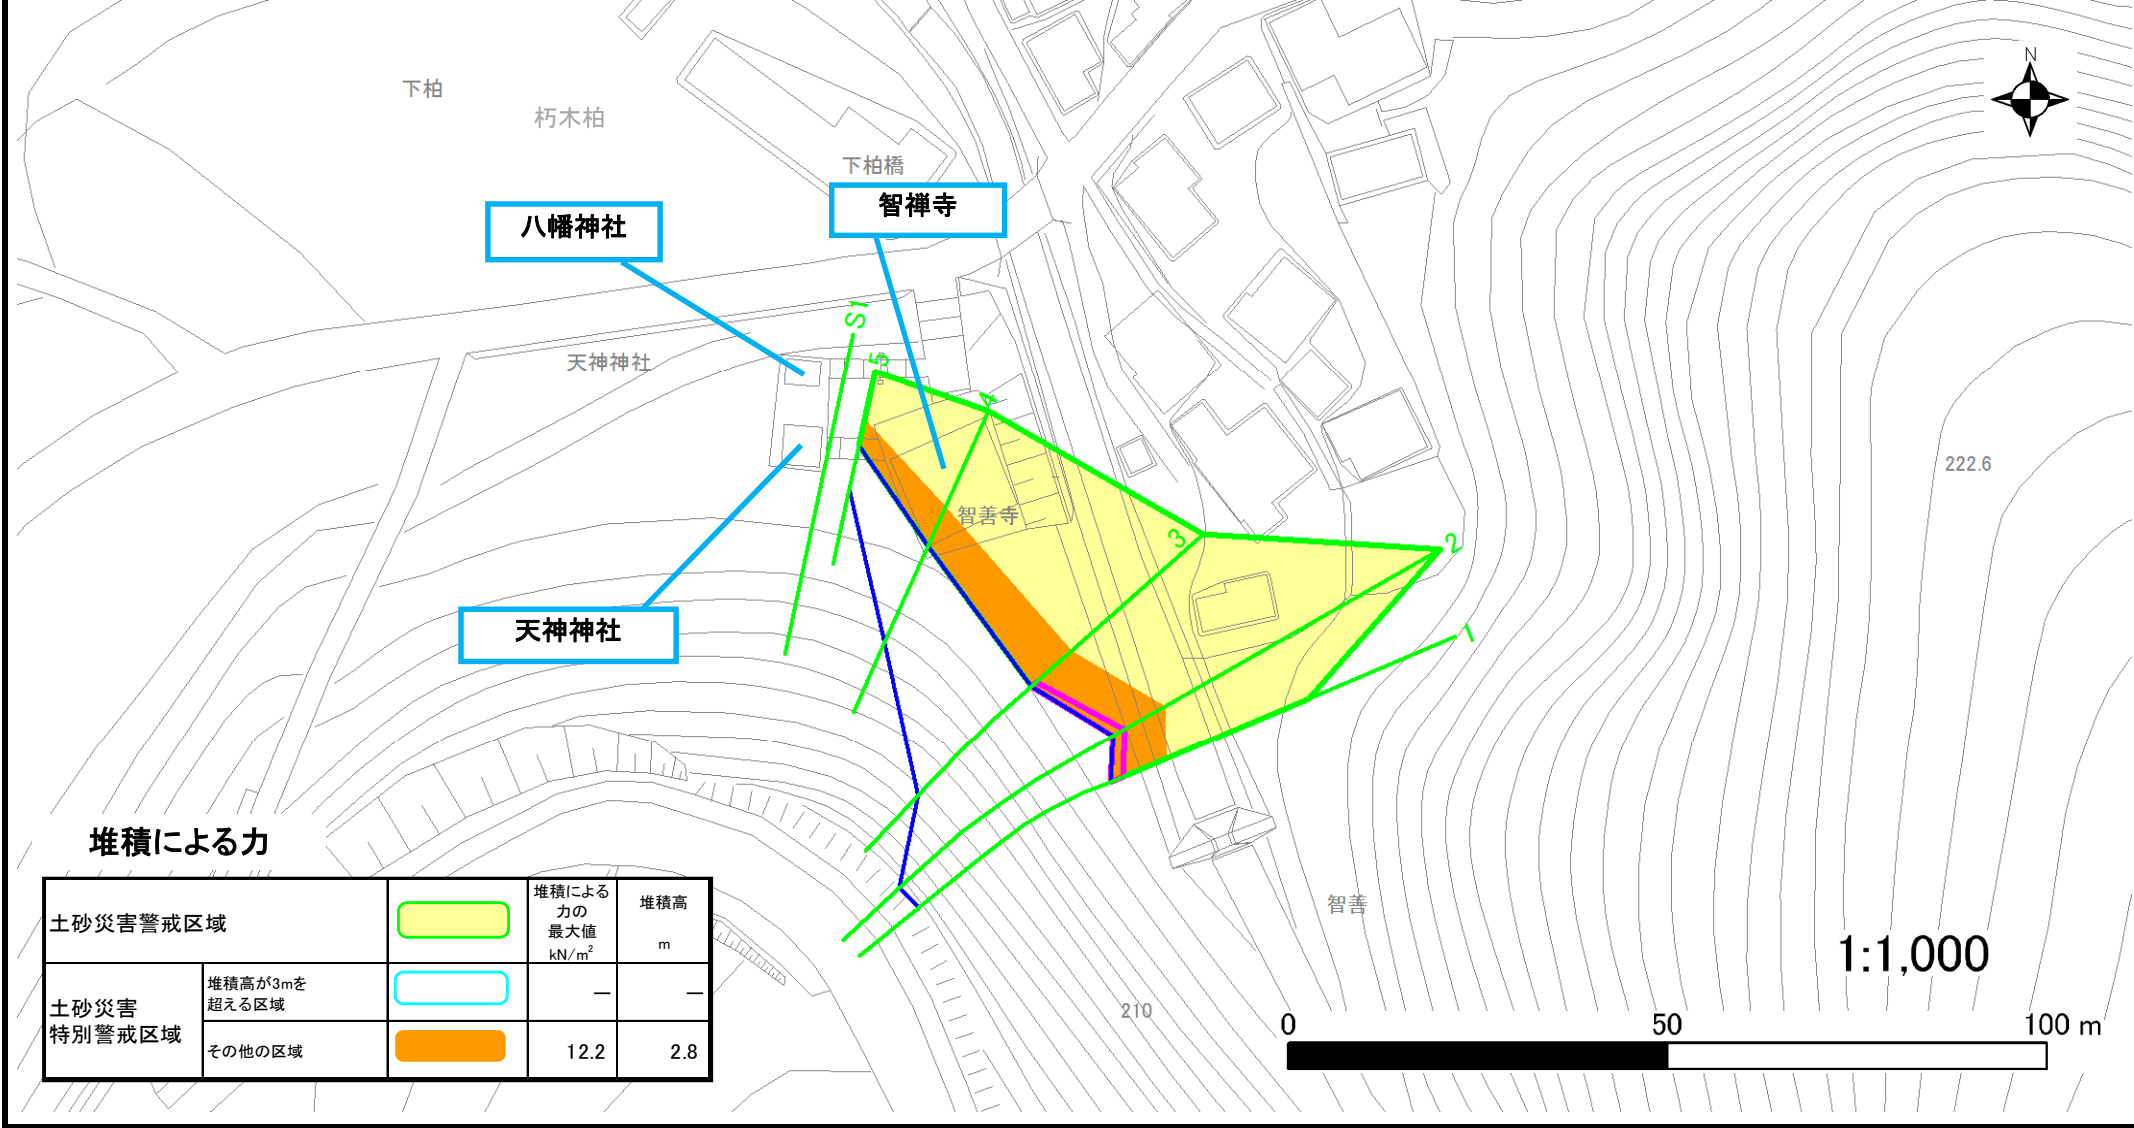 N
下柏
朽木柏
下柏橋
智禅寺
八幡神社
S1
5
天神神社
4
222.6
智善寺
3
2
1
天神神社
堆積による力
土砂災害警戒区域
堆積による
力の
最大値
kN/m²
堆積高
m
土砂災害
特別警戒区域
堆積高が3mを
超える区域
—
—
その他の区域
12.2
2.8
智善
210
1:1,000
0
50
100 m